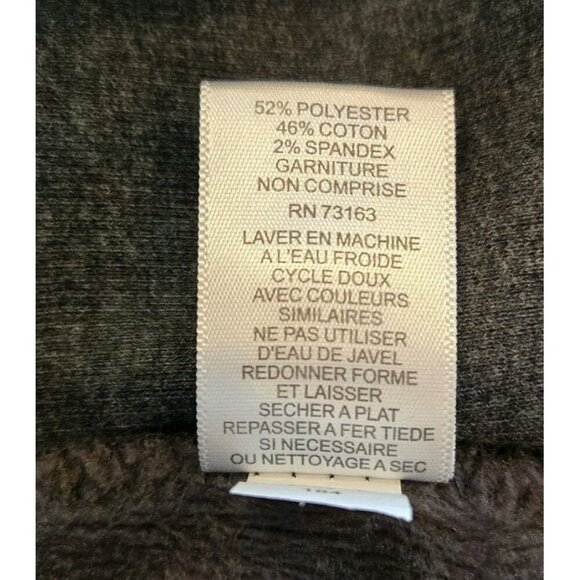 52% POLYESTER
46% COTON
2% SPANDEX
GARNITURE
NON COMPRISE
RN 73163
LAVER EN MACHINE
A L'EAU FROIDE
CYCLE DOUX
AVEC COULEURS
SIMILAIRES
NE PAS UTILISER
D'EAU DE JAVEL
REDONNER FORME
ET LAISSER
SECHER A PLAT
REPASSER A FER TIEDE
SI NECESSAIRE
OU NETTOYAGE A SEC